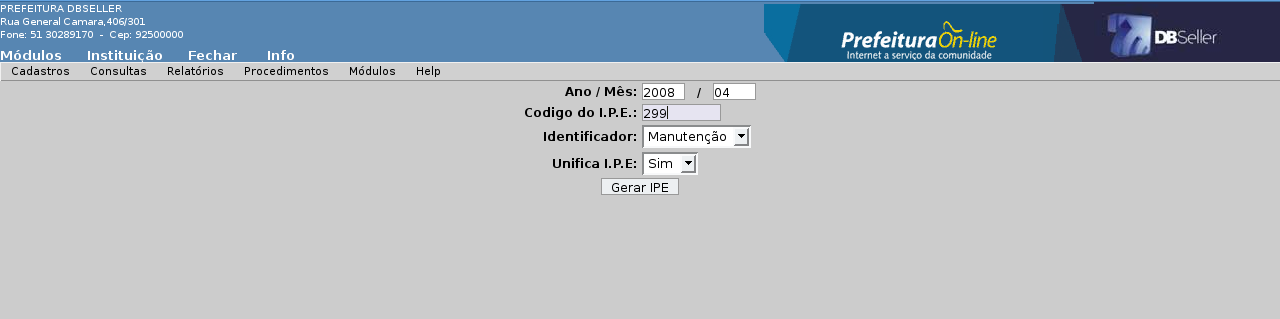 PREFEITURA DBSELLER
Rua General Camara,406/301
Fone: 51 30289170 - Cep: 92500000
Prefeitura On-line
Internet a serviço da comunidade
DBSeller
Módulos Instituição Fechar Info
Cadastros Consultas Relatórios Procedimentos Módulos Help
Ano / Mês: 2008 / 04
Codigo do I.P.E.: 299
Identificador: Manutenção
Unifica I.P.E: Sim
Gerar IPE